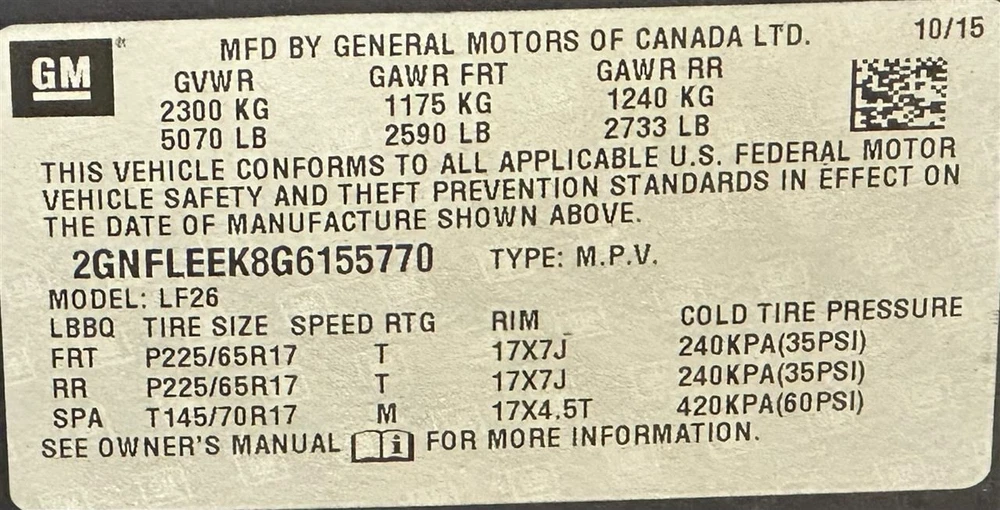 GM
MFD BY GENERAL MOTORS OF CANADA LTD. 10/15
GVWR GAWR FRT GAWR RR
2300 KG 1175 KG 1240 KG
5070 LB 2590 LB 2733 LB
THIS VEHICLE CONFORMS TO ALL APPLICABLE U.S. FEDERAL MOTOR
VEHICLE SAFETY AND THEFT PREVENTION STANDARDS IN EFFECT ON
THE DATE OF MANUFACTURE SHOWN ABOVE.
2GNFLEEK8G6155770 TYPE: M.P.V.
MODEL: LF26
LBBQ TIRE SIZE SPEED RTG RIM COLD TIRE PRESSURE
FRT P225/65R17 T 17X7J 240KPA(35PSI)
RR P225/65R17 T 17X7J 240KPA(35PSI)
SPA T145/70R17 M 17X4.5T 420KPA(60PSI)
SEE OWNER'S MANUAL i FOR MORE INFORMATION.